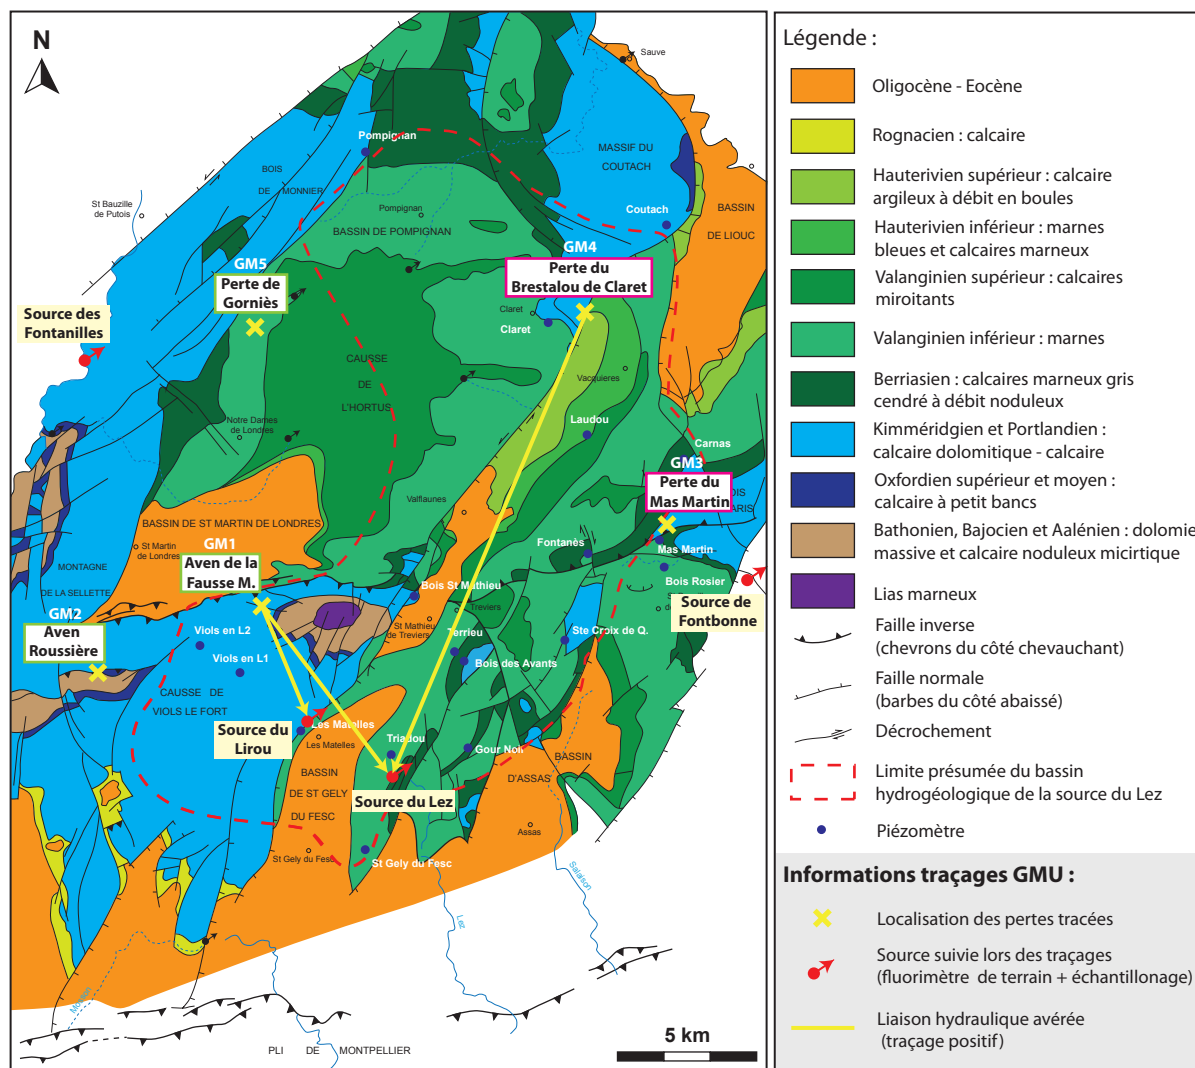 N
Sauve
Pompignan
BOIS
DE MONNIER
MASSIF DU
COUTACH
St Bauzille
de Putois
Pompignan
BASSIN DE POMPIGNAN
Coutach
BASSIN
DE LIOUC
GM5
Perte de
Gorniès
GM4
Perte du
Brestalou de Claret
Source des
Fontanilles
Claret
Claret
CAUSSE
DE
L'HORTUS
Vacquieres
Notre Dames
de Londres
Laudou
Carnas
GM3
Perte du
Mas Martin
Valflaunes
BASSIN DE ST MARTIN DE LONDRES
St Martin
de Londres
GM1
Aven de la
Fausse M.
Fontanès
Mas Martin
MONTAGNE
DE LA SELLETTE
Bois St Mathieu
Bois Rosier
Source de
Fontbonne
GM2
Aven
Roussière
Viols en L2
St Mathieu
de Treviers
Treviers
Terrieu
Ste Croix de Q.
Viols en L1
Bois des Avants
CAUSSE DE
VIOLS LE FORT
Source du
Lirou
Les Matelles
Les Matelles
Triadou
Gour Noir
BASSIN
DE ST GELY
DU FESC
BASSIN
D'ASSAS
Source du Lez
Assas
St Gely du Fesc
St Gely du Fesc
Salaison
Lez
Mosson
5 km
PLI DE MONTPELLIER
Légende :
Oligocène - Eocène
Rognacien : calcaire
Hauterivien supérieur : calcaire
argileux à débit en boules
Hauterivien inférieur : marnes
bleues et calcaires marneux
Valanginien supérieur : calcaires
miroitants
Valanginien inférieur : marnes
Berriasien : calcaires marneux gris
cendré à débit noduleux
Kimméridgien et Portlandien :
calcaire dolomitique - calcaire
Oxfordien supérieur et moyen :
calcaire à petit bancs
Bathonien, Bajocien et Aalénien : dolomie
massive et calcaire noduleux micirtique
Lias marneux
Faille inverse
(chevrons du côté chevauchant)
Faille normale
(barbes du côté abaissé)
Décrochement
Limite présumée du bassin
hydrogéologique de la source du Lez
Piézomètre
Informations traçages GMU :
Localisation des pertes tracées
Source suivie lors des traçages
(fluorimètre de terrain + échantillonage)
Liaison hydraulique avérée
(traçage positif)